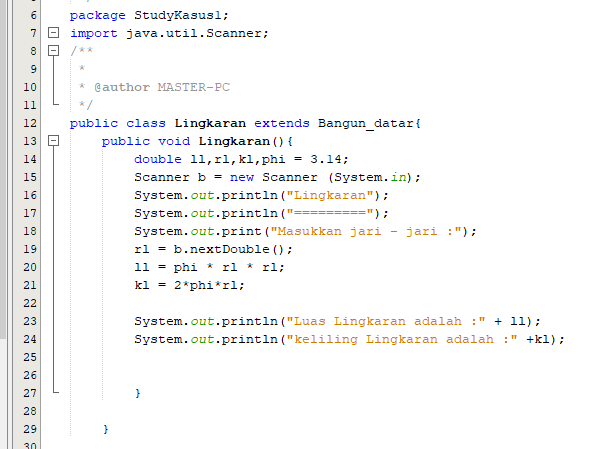 6 package StudyKasus1;
7 import java.util.Scanner;
8 /**
9 *
10 * @author MASTER-PC
11 */
12 public class Lingkaran extends Bangun_datar{
13 public void Lingkaran(){
14 double ll,rl,kl,phi = 3.14;
15 Scanner b = new Scanner (System.in);
16 System.out.println("Lingkaran");
17 System.out.println("=========");
18 System.out.print("Masukkan jari - jari :");
19 rl = b.nextDouble();
20 ll = phi * rl * rl;
21 kl = 2*phi*rl;
22
23 System.out.println("Luas Lingkaran adalah :" + ll);
24 System.out.println("keliling Lingkaran adalah :" +kl);
25
26
27 }
28
29 }
30